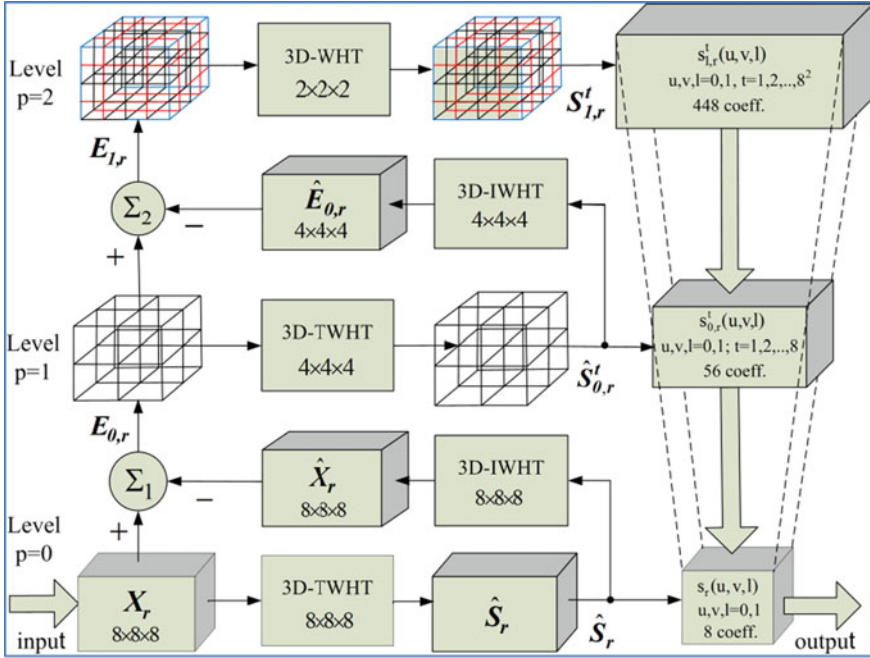 Level
p=2
3D-WHT
2×2×2
S^t_{1,r}
s^t_{1,r}(u,v,l)
u,v,l=0,1, t=1,2,..,8²
448 coeff.
E_{1,r}
Σ₂
−
+
Ê_{0,r}
4×4×4
3D-IWHT
4×4×4
Level
p=1
3D-TWHT
4×4×4
Ŝ^t_{0,r}
s^t_{0,r}(u,v,l)
u,v,l=0,1; t=1,2,..,8
56 coeff.
E_{0,r}
Σ₁
−
+
X̂_r
8×8×8
3D-IWHT
8×8×8
Level
p=0
input
X_r
8×8×8
3D-TWHT
8×8×8
Ŝ_r
Ŝ_r
s_r(u,v,l)
u,v,l=0,1
8 coeff.
output